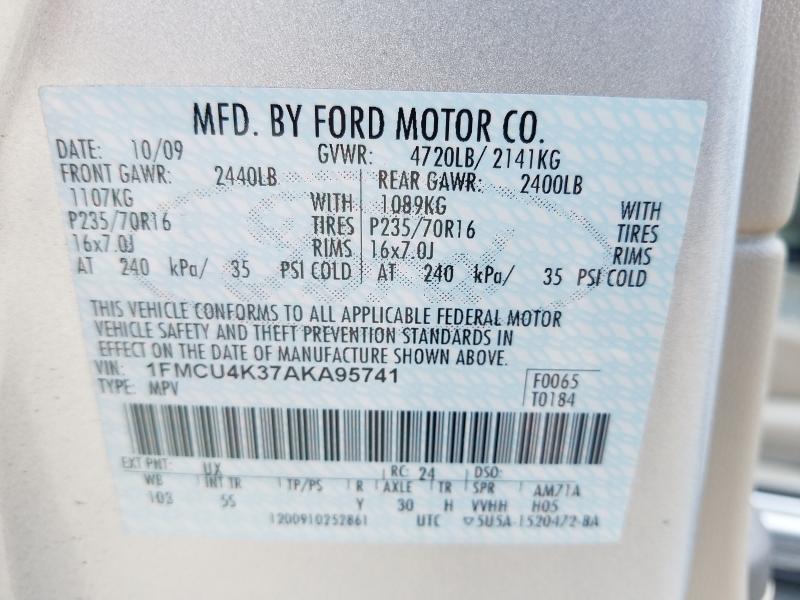 MFD. BY FORD MOTOR CO.
DATE: 10/09 GVWR: 4720LB/ 2141KG
FRONT GAWR: 2440LB REAR GAWR: 2400LB
1107KG WITH 1089KG WITH
P235/70R16 TIRES P235/70R16 TIRES
16x7.0J RIMS 16x7.0J RIMS
AT 240 kPa/ 35 PSI COLD AT 240 kPa/ 35 PSI COLD
THIS VEHICLE CONFORMS TO ALL APPLICABLE FEDERAL MOTOR
VEHICLE SAFETY AND THEFT PREVENTION STANDARDS IN
EFFECT ON THE DATE OF MANUFACTURE SHOWN ABOVE.
VIN: 1FMCU4K37AKA95741 F0065
TYPE: MPV T0184
EXT PNT: UX RC: 24 DSO:
WB INT TR TP/PS R AXLE TR SPR AM71A
103 5S Y 30 H VVHH H05
1200910252861 UTC ▽5U5A-1520472-BA